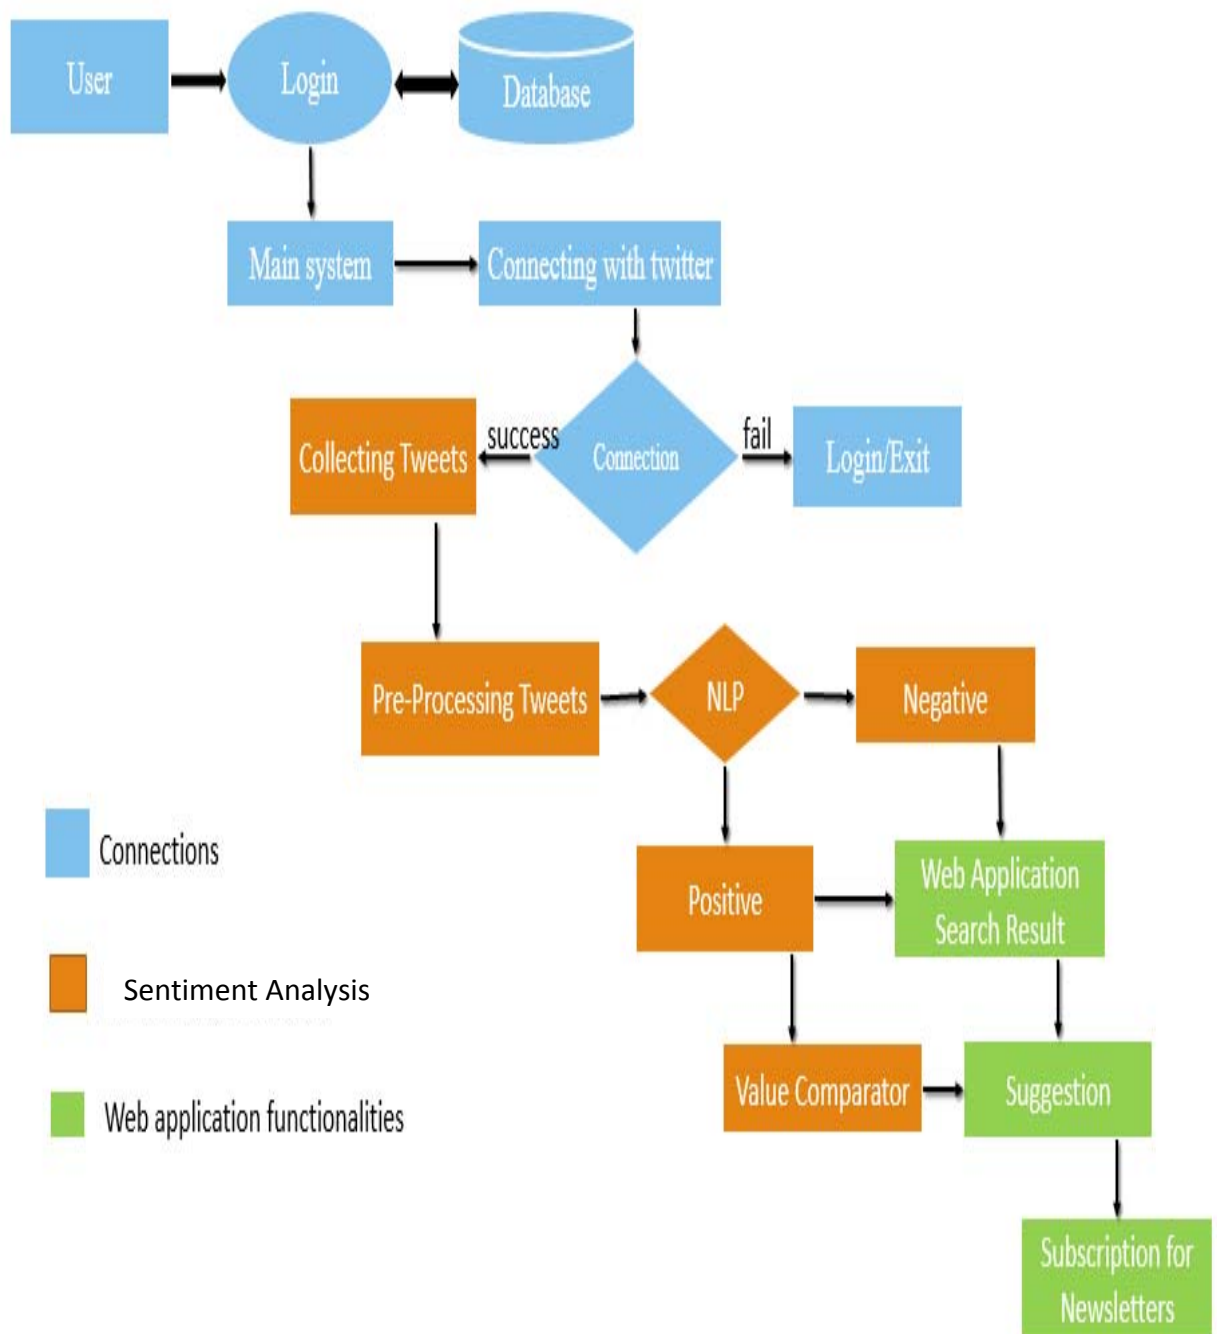 User
Login
Database
Main system
Connecting with twitter
Collecting Tweets
success
Connection
fail
Login/Exit
Pre-Processing Tweets
NLP
Negative
Connections
Positive
Web Application
Search Result
Sentiment Analysis
Value Comparator
Suggestion
Web application functionalities
Subscription for
Newsletters